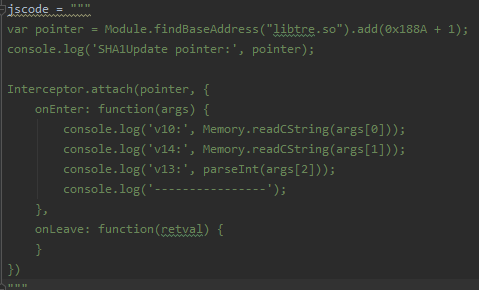 jscode = """
var pointer = Module.findBaseAddress("libtre.so").add(0x188A + 1);
console.log('SHA1Update pointer:', pointer);

Interceptor.attach(pointer, {
    onEnter: function(args) {
        console.log('v10:', Memory.readCString(args[0]));
        console.log('v14:', Memory.readCString(args[1]));
        console.log('v13:', parseInt(args[2]));
        console.log('----------------');
    },
    onLeave: function(retval) {
    }
})
"""